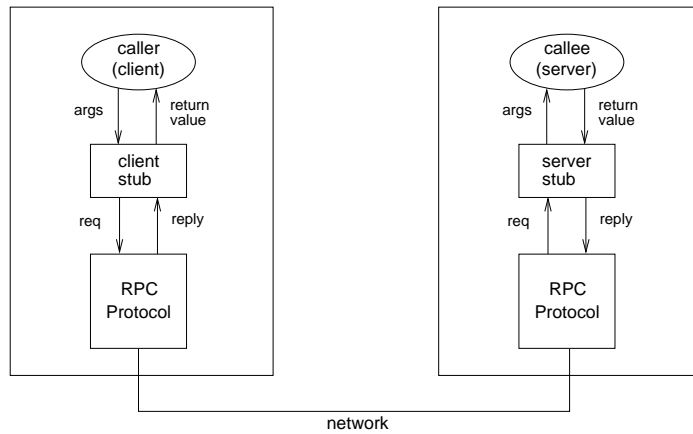 caller
(client)
args
return
value
client
stub
req
reply
RPC
Protocol
callee
(server)
args
return
value
server
stub
req
reply
RPC
Protocol
network